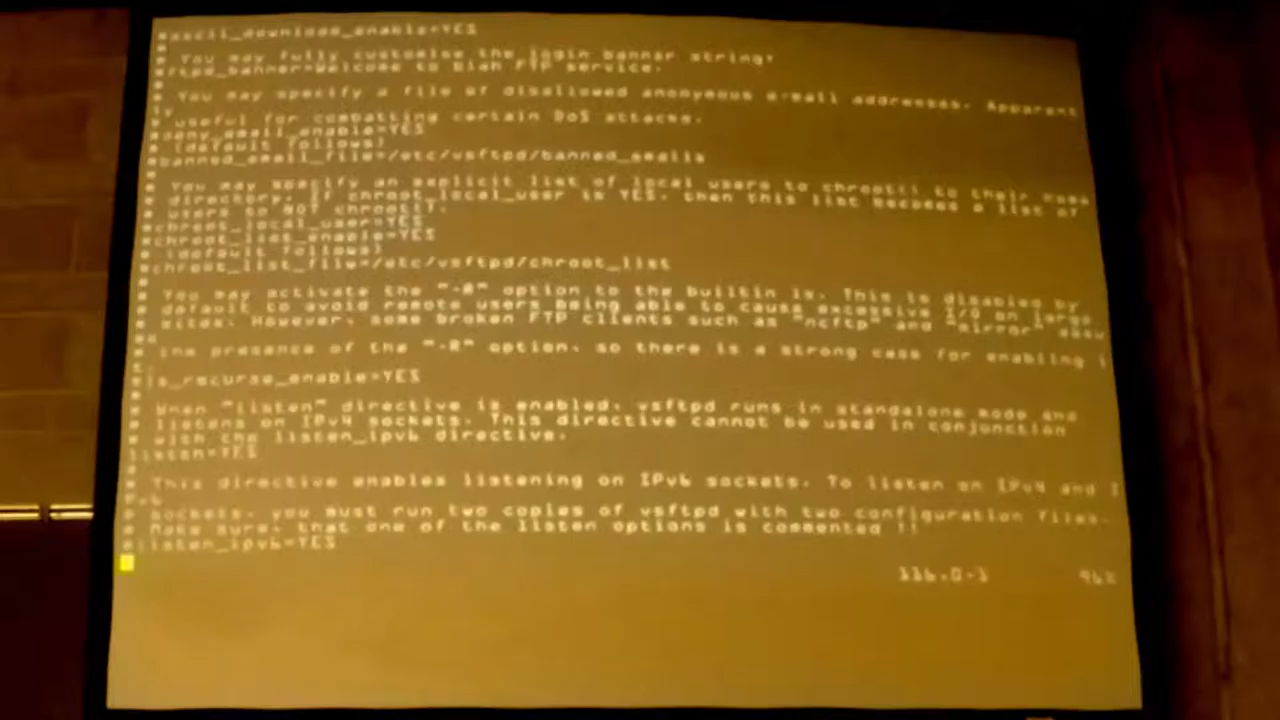 #ascii_download_enable=YES
#
# You may fully customise the login banner string:
#ftpd_banner=Welcome to blah FTP service.
#
# You may specify a file of disallowed anonymous e-mail addresses. Apparent
ly
# useful for combatting certain DoS attacks.
#deny_email_enable=YES
# (default follows)
#banned_email_file=/etc/vsftpd/banned_emails
#
# You may specify an explicit list of local users to chroot() to their home
# directory. If chroot_local_user is YES, then this list becomes a list of
# users to NOT chroot().
#chroot_local_user=YES
#chroot_list_enable=YES
# (default follows)
#chroot_list_file=/etc/vsftpd/chroot_list
#
# You may activate the "-R" option to the builtin ls. This is disabled by
# default to avoid remote users being able to cause excessive I/O on large
# sites. However, some broken FTP clients such as "ncftp" and "mirror" assu
me
# the presence of the "-R" option, so there is a strong case for enabling i
t.
#ls_recurse_enable=YES
#
# When "listen" directive is enabled, vsftpd runs in standalone mode and
# listens on IPv4 sockets. This directive cannot be used in conjunction
# with the listen_ipv6 directive.
listen=YES
#
# This directive enables listening on IPv6 sockets. To listen on IPv4 and I
Pv6
# sockets, you must run two copies of vsftpd with two configuration files.
# Make sure, that one of the listen options is commented !!
#listen_ipv6=YES
116,0-1 96%